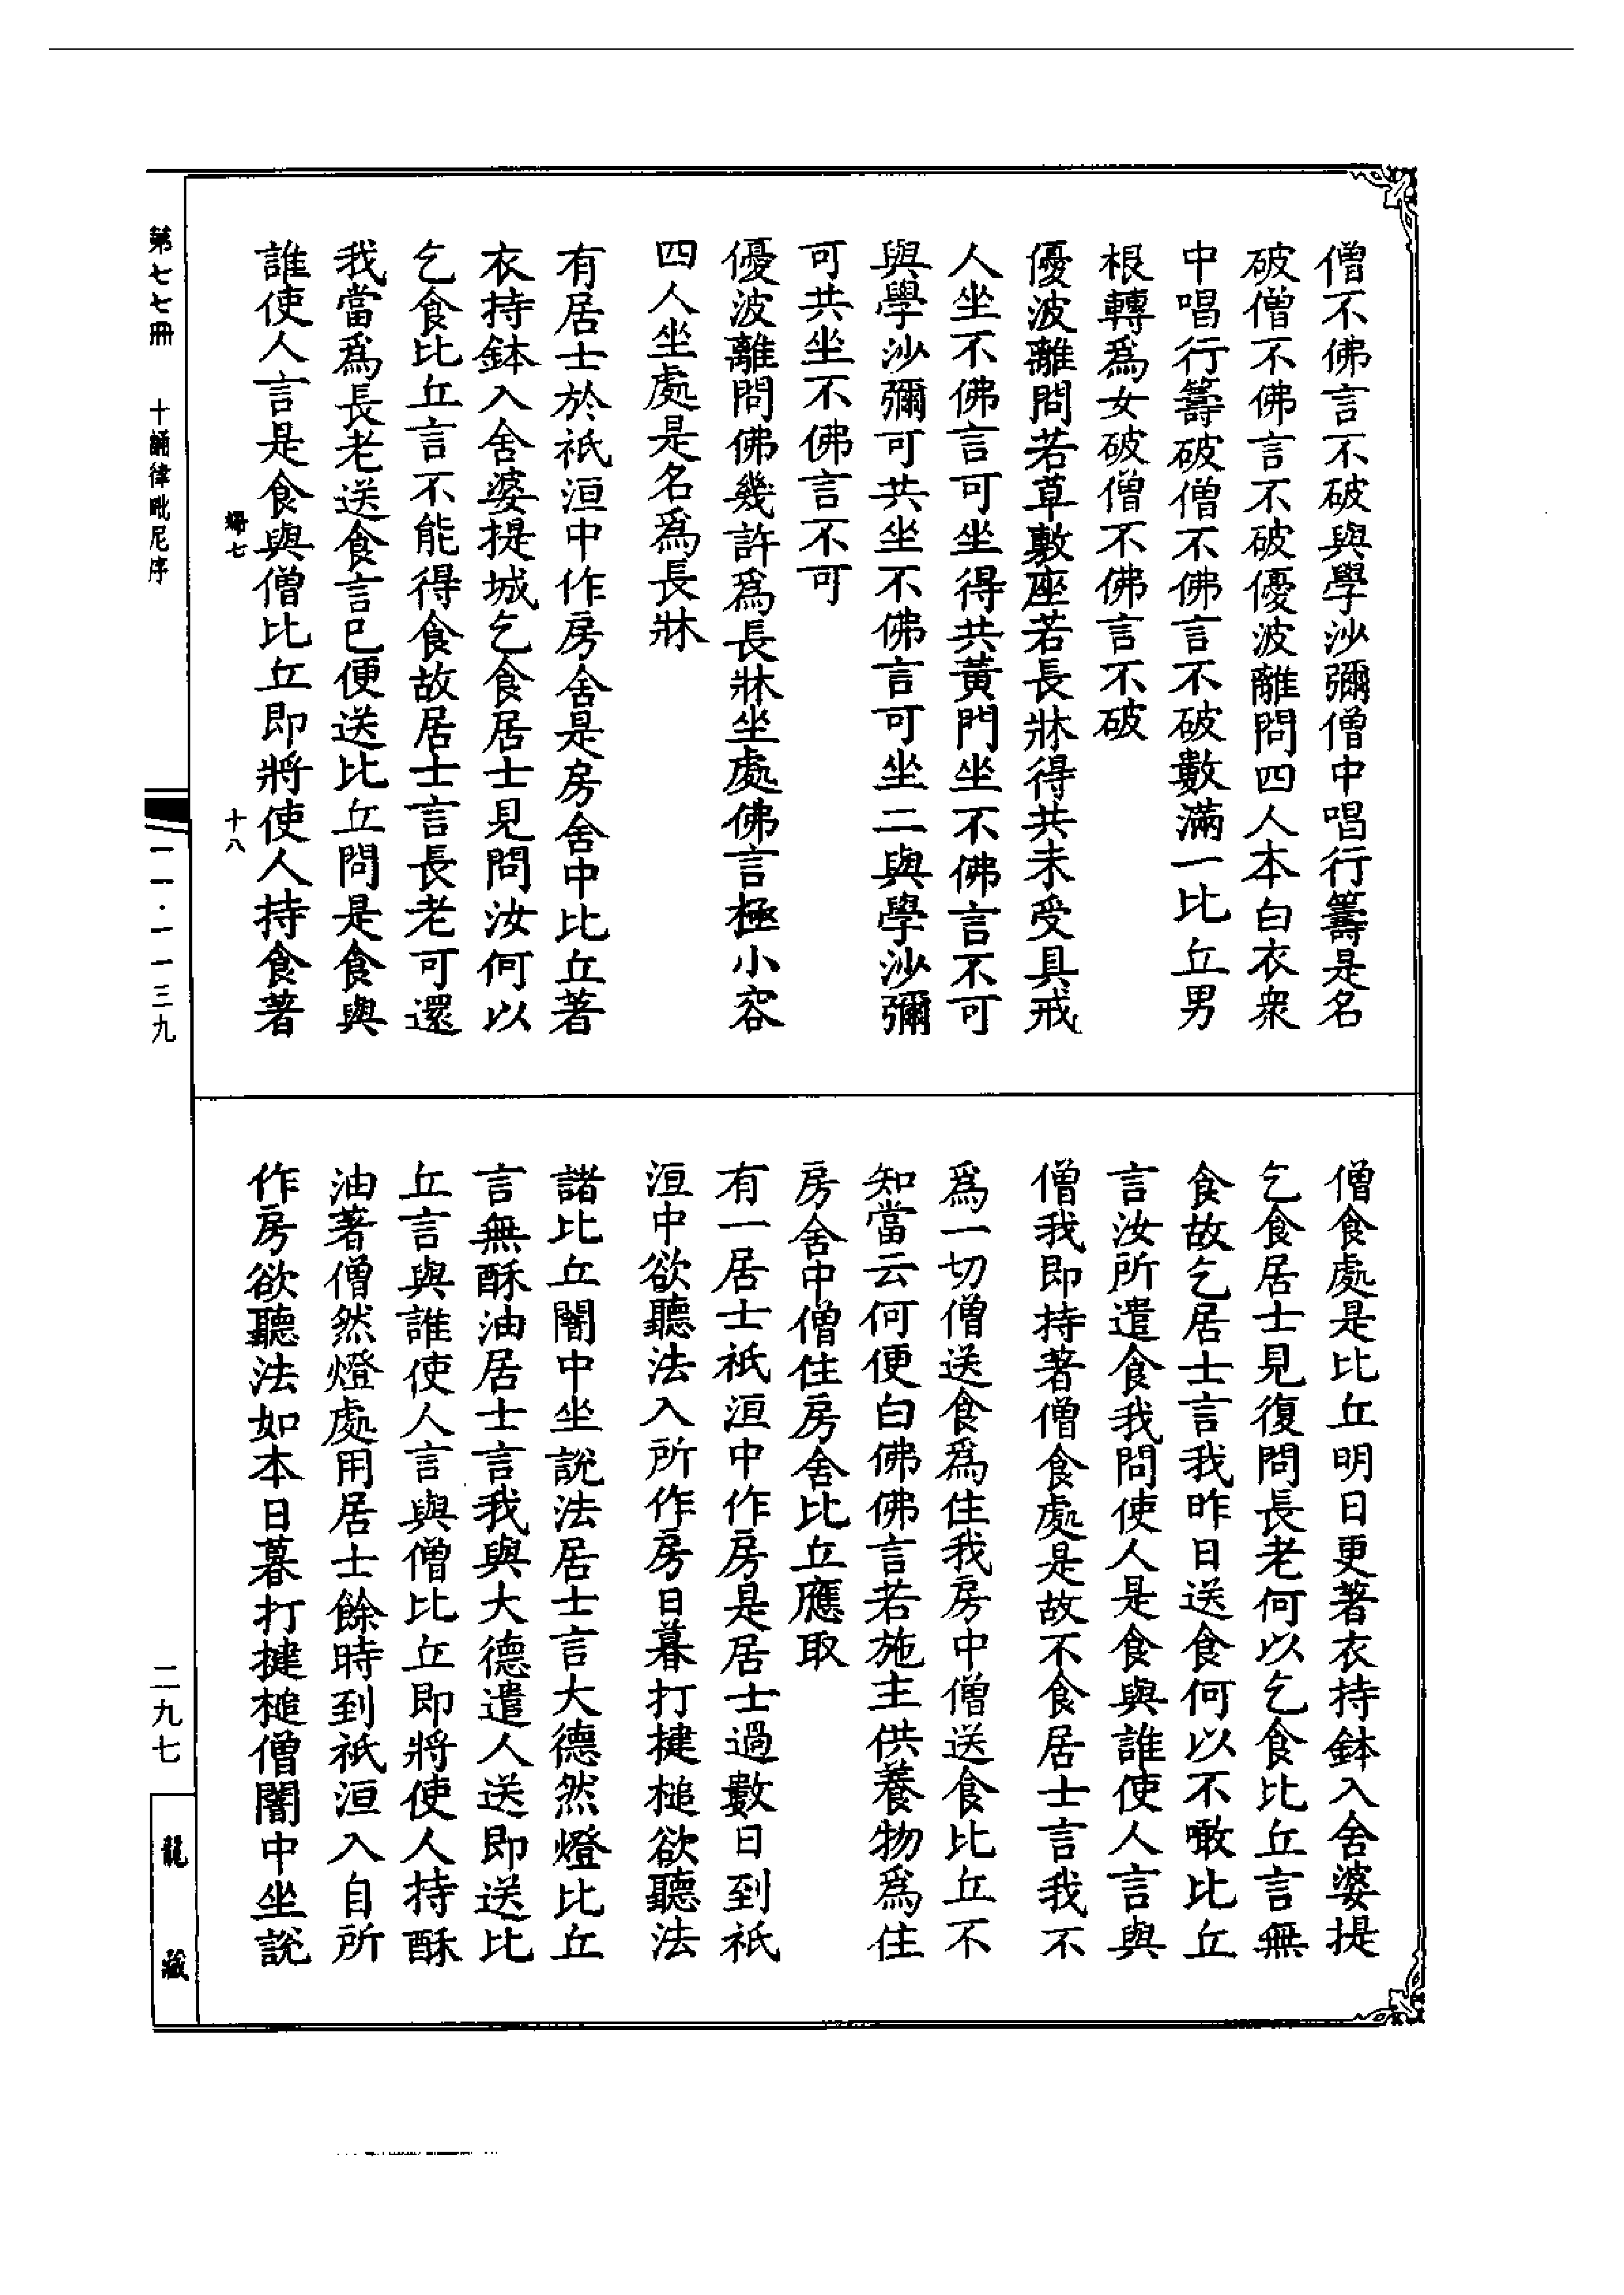 僧不佛言不破與學沙彌僧中唱行籌是名
破僧不佛言不破優波離問四人本白衣衆
中唱行籌破僧不佛言不破數滿一比丘男
根轉爲女破僧不佛言不破
優波離問若草敷座若長牀得共未受具戒
人坐不佛言可坐得共黃門坐不佛言不可
與學沙彌可共坐不佛言可坐二與學沙彌
可共坐不佛言不可
優波離問佛幾許爲長牀坐處佛言極小容
四人坐處是名爲長牀
有居士於祇洹中作房舍是房舍中比丘著
衣持鉢入舍婆提城乞食居士見問汝何以
乞食比丘言不能得食故居士言長老可還
我當爲長老送食言已便送比丘問是食與
誰使人言是食與僧比丘即將使人持食著
僧食處是比丘明日更著衣持鉢入舍婆提
乞食居士見復問長老何以乞食比丘言無
食故乞居士言我昨日送食何以不噉比丘
言汝所遣食我問使人是食與誰使人言與
僧我即持著僧食處是故不食居士言我不
爲一切僧送食爲住我房中僧送食比丘不
知當云何便白佛佛言若施主供養物爲住
房舍中僧住房舍比丘應取
有一居士祇洹中作房是居士過數日到祇
洹中欲聽法入所作房日暮打揵槌欲聽法
諸比丘闇中坐說法居士言大德然燈比丘
言無酥油居士言我與大德遣人送即送比
丘言與誰使人言與僧比丘即將使人持酥
油著僧然燈處用居士餘時到祇洹入自所
作房欲聽法如本日暮打揵槌僧闇中坐說
婦七
十八
第七七冊
十誦律毗尼序
一一·一一三九
二九七
龍藏